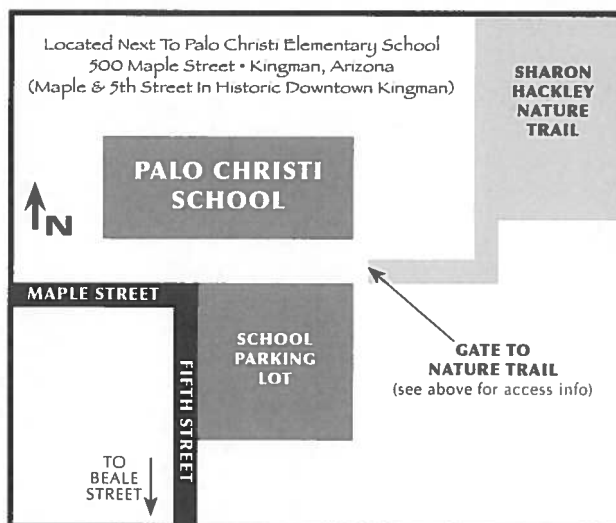 Located Next To Palo Christi Elementary School
500 Maple Street • Kingman, Arizona
(Maple & 5th Street In Historic Downtown Kingman)
SHARON
HACKLEY
NATURE
TRAIL
PALO CHRISTI
SCHOOL
N
MAPLE STREET
SCHOOL
PARKING
LOT
FIFTH STREET
GATE TO
NATURE TRAIL
(see above for access info)
TO
BEALE
STREET